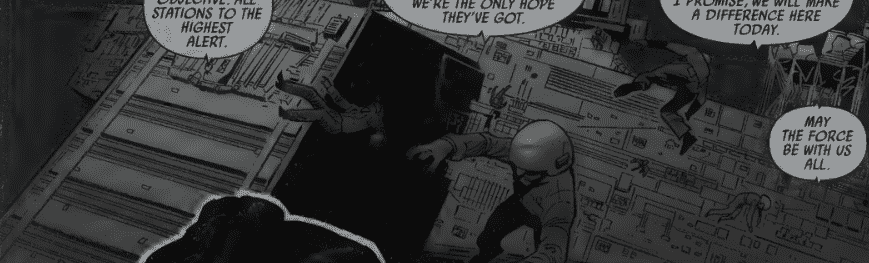 OBJECTIVE. ALL
STATIONS TO THE
HIGHEST
ALERT.
WE'RE THE ONLY HOPE
THEY'VE GOT.
I PROMISE, WE WILL MAKE
A DIFFERENCE HERE
TODAY.
MAY
THE FORCE
BE WITH US
ALL.